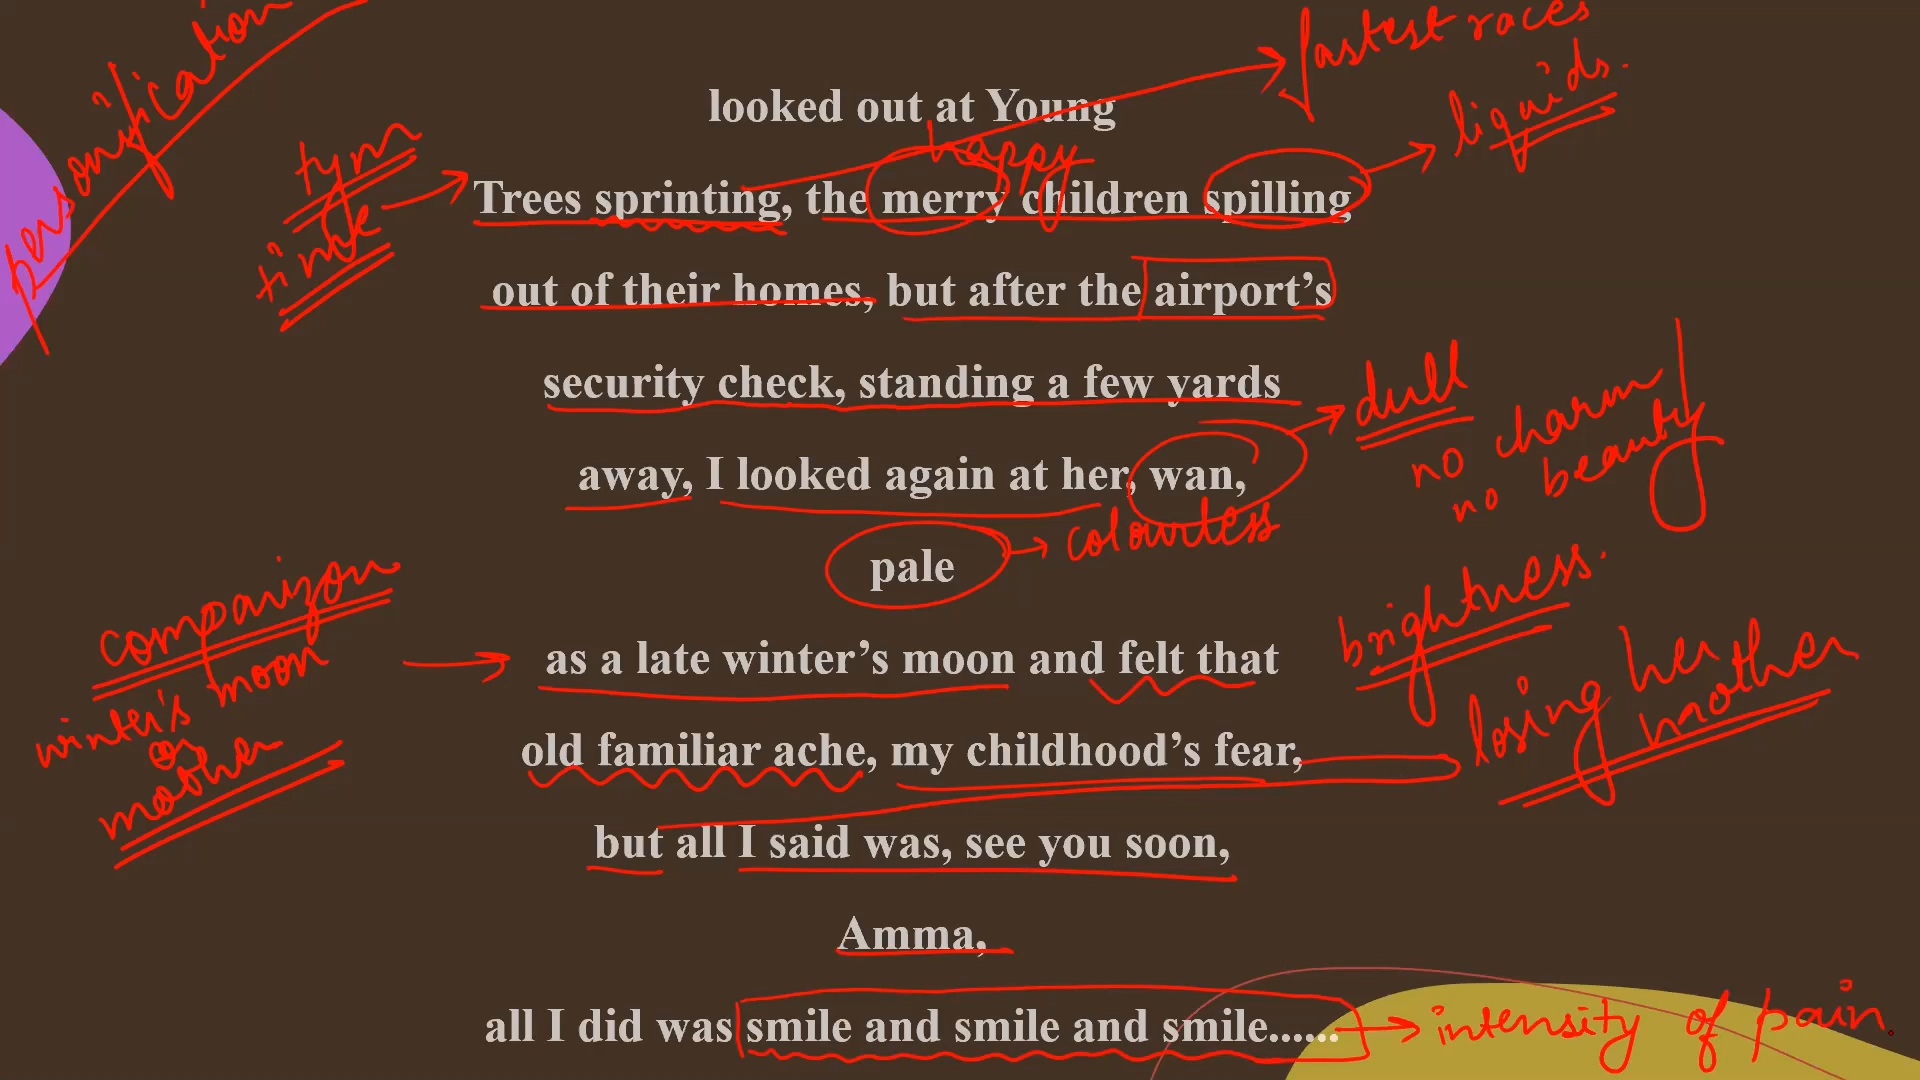 personification
fastest races
looked out at Young
liquids.
happy
Trees sprinting, the merry children spilling
time
out of their homes, but after the airport's
security check, standing a few yards
dull
no charm
no beauty
away, I looked again at her, wan,
colourless
pale
brightness.
comparizon
winter's moon
mother
as a late winter's moon and felt that
losing her
mother
old familiar ache, my childhood's fear,
but all I said was, see you soon,
Amma,
all I did was smile and smile and smile......
intensity of pain